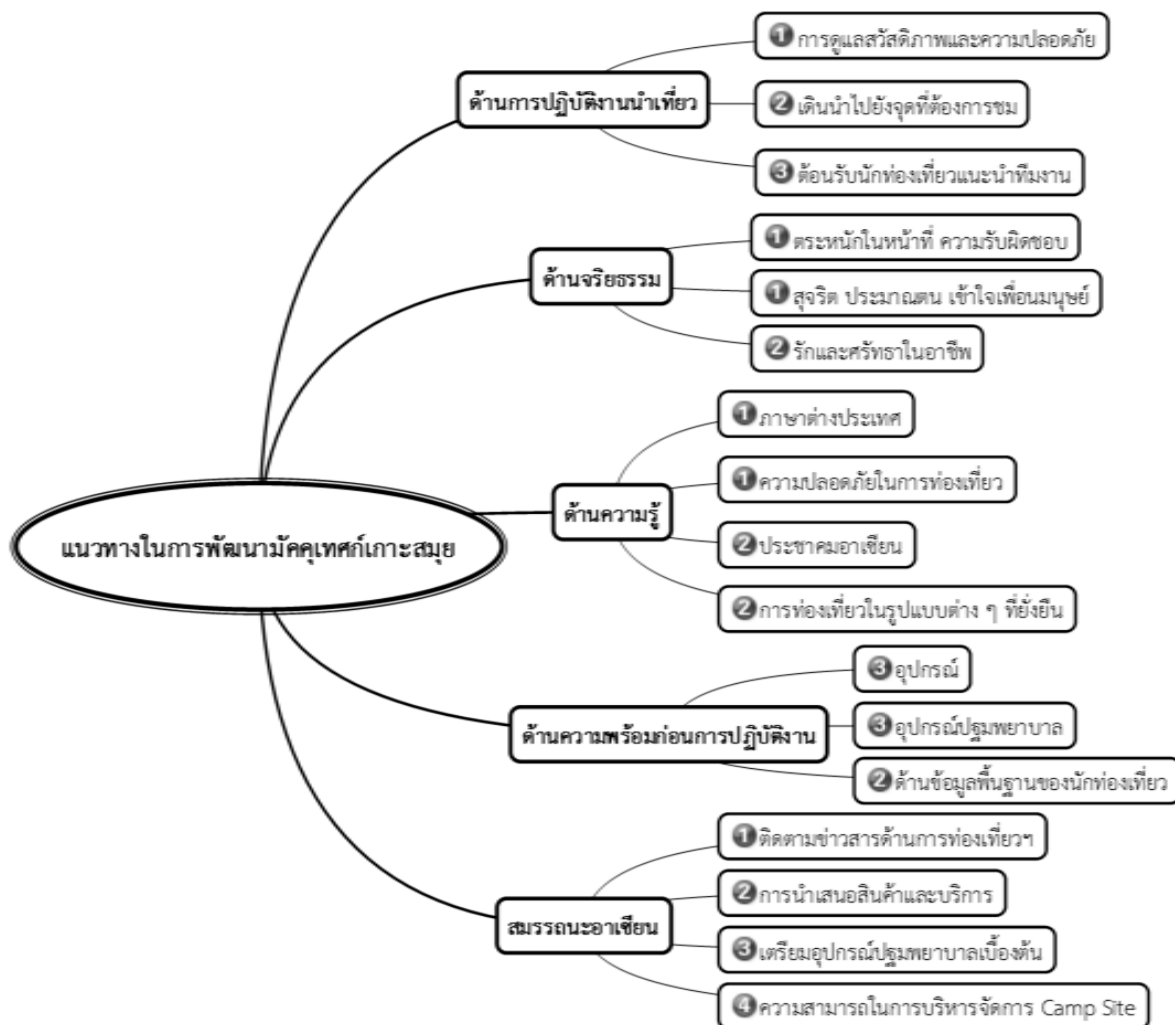 แนวทางในการพัฒนามัคคุเทศก์เกาะสมุย
ด้านการปฏิบัติงานนำเที่ยว
1 การดูแลสวัสดิภาพและความปลอดภัย
2 เดินนำไปยังจุดที่ต้องการชม
3 ต้อนรับนักท่องเที่ยวแนะนำทีมงาน
ด้านจริยธรรม
1 ตระหนักในหน้าที่ ความรับผิดชอบ
1 สุจริต ประมาณตน เข้าใจเพื่อนมนุษย์
2 รักและศรัทธาในอาชีพ
ด้านความรู้
1 ภาษาต่างประเทศ
1 ความปลอดภัยในการท่องเที่ยว
2 ประชาคมอาเซียน
2 การท่องเที่ยวในรูปแบบต่าง ๆ ที่ยั่งยืน
ด้านความพร้อมก่อนการปฏิบัติงาน
3 อุปกรณ์
3 อุปกรณ์ปฐมพยาบาล
2 ด้านข้อมูลพื้นฐานของนักท่องเที่ยว
สมรรถนะอาเซียน
1 ติดตามข่าวสารด้านการท่องเที่ยวฯ
2 การนำเสนอสินค้าและบริการ
3 เตรียมอุปกรณ์ปฐมพยาบาลเบื้องต้น
4 ความสามารถในการบริหารจัดการ Camp Site